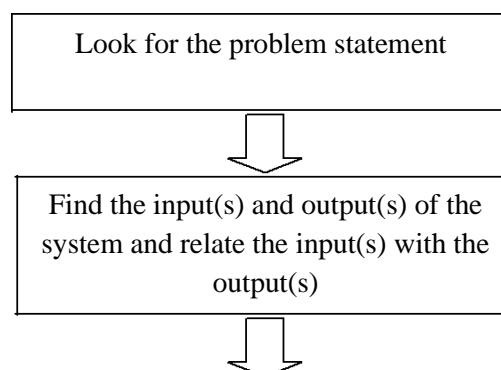 Look for the problem statement
Find the input(s) and output(s) of the
system and relate the input(s) with the
output(s)